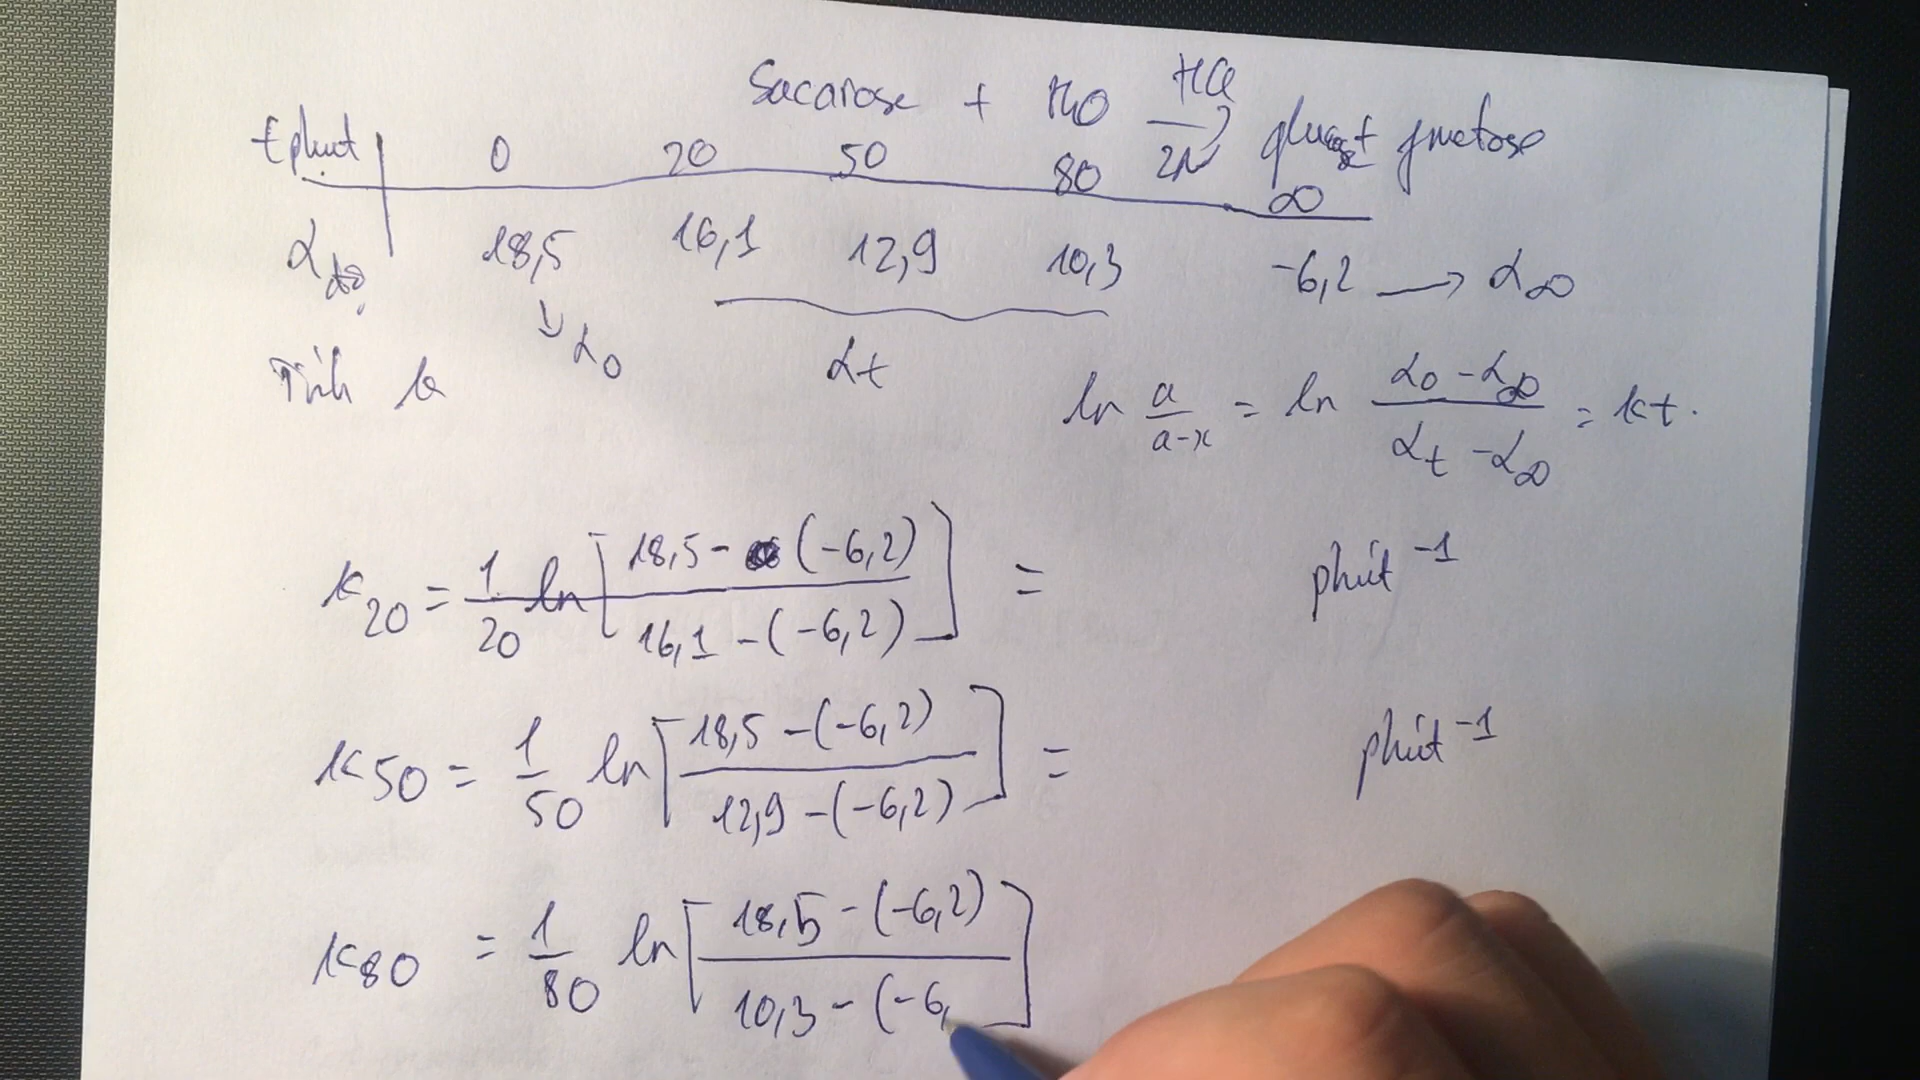 Sacarose + H2O HCl → 2N glucose + fructose
t phút 0 20 50 80 ∞
α độ 18,5 16,1 12,9 10,3 -6,2 → α∞
↓ α0 αt
Tính k
ln a/(a-x) = ln (α0 - α∞)/(αt - α∞) = kt.
k20 = 1/20 ln [(18,5 - (-6,2))/(16,1 - (-6,2))] = phút^-1
k50 = 1/50 ln [(18,5 - (-6,2))/(12,9 - (-6,2))] = phút^-1
k80 = 1/80 ln [(18,5 - (-6,2))/(10,3 - (-6,]